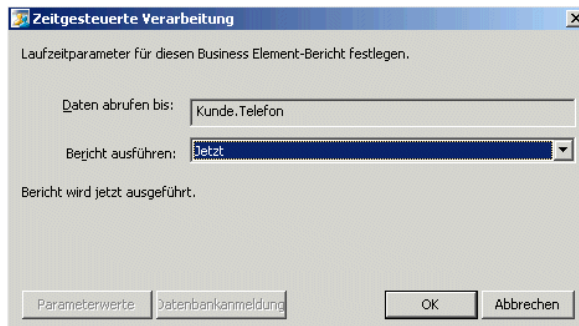 Zeitgesteuerte Verarbeitung
Laufzeitparameter für diesen Business Element-Bericht festlegen.
Daten abrufen bis: Kunde.Telefon
Bericht ausführen: Jetzt
Bericht wird jetzt ausgeführt.
Parameterwerte Datenbankanmeldung OK Abbrechen